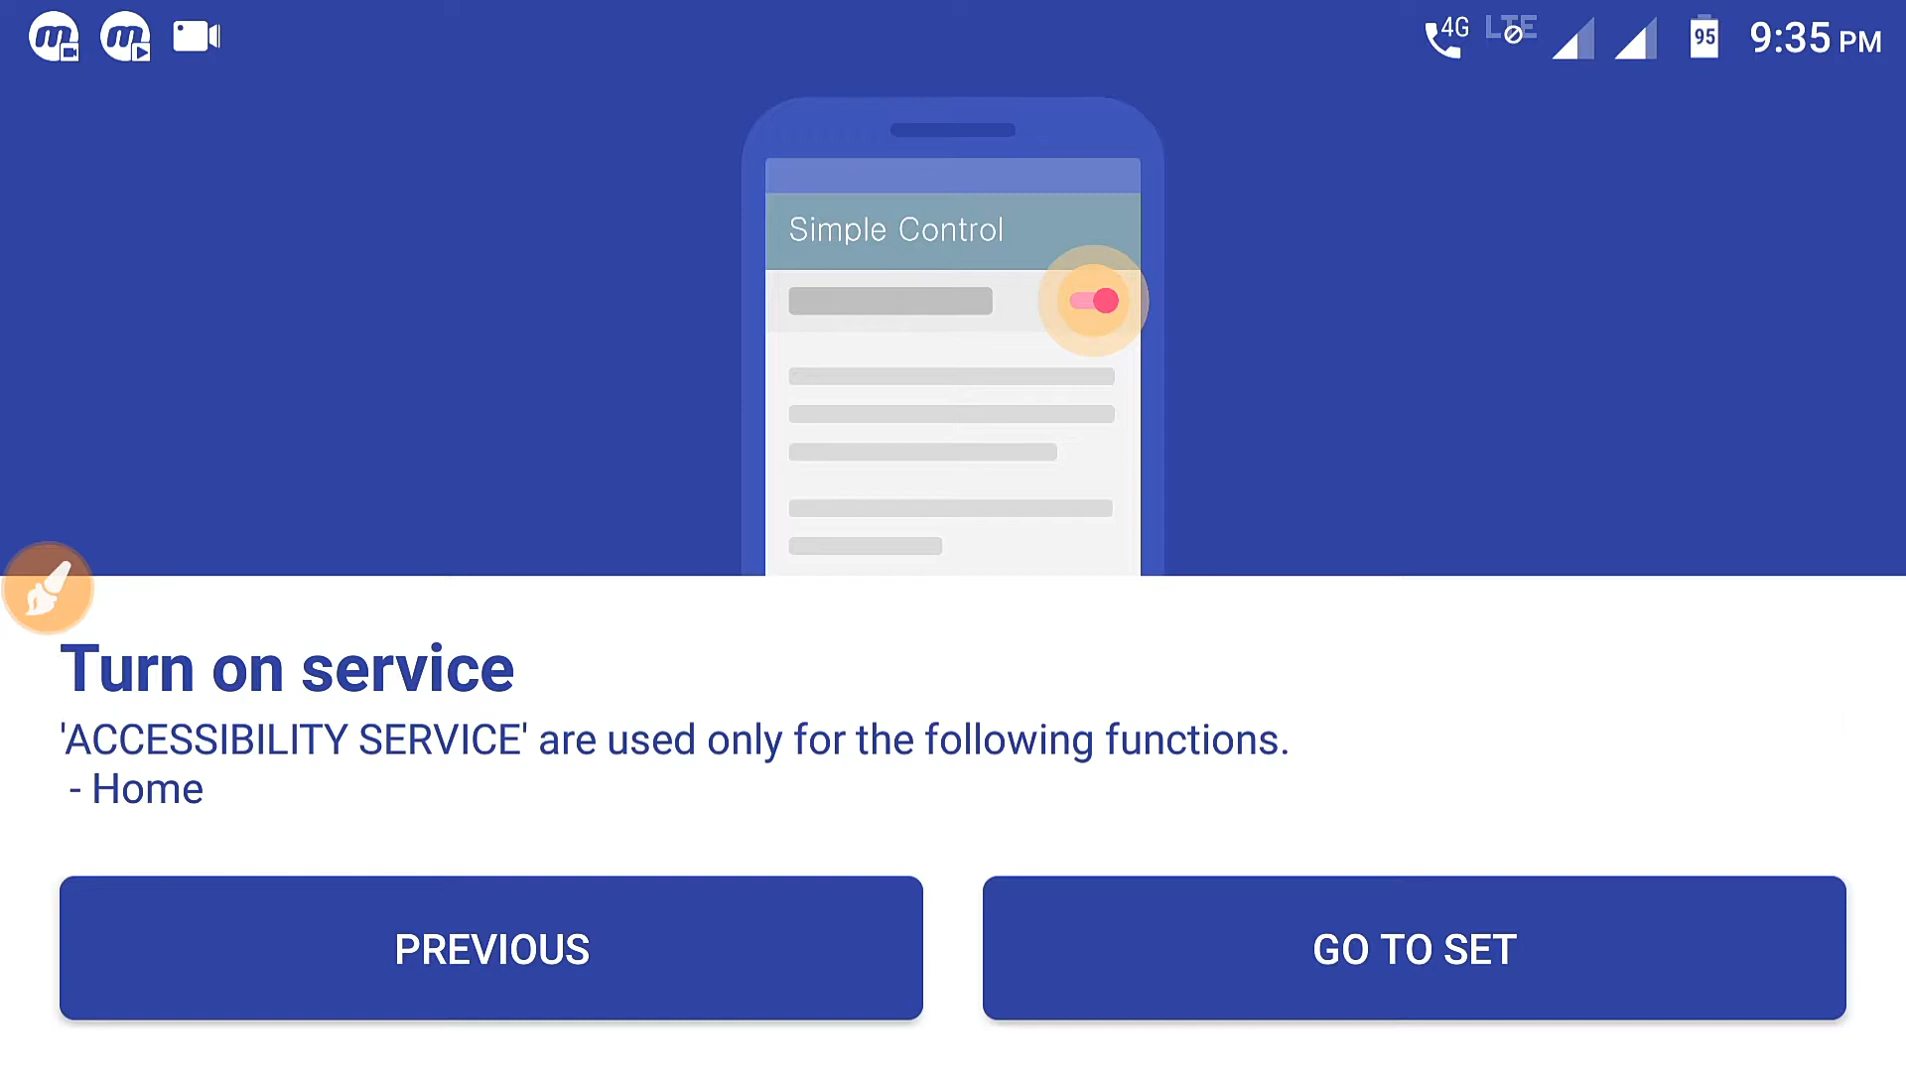 4G LTE 95 9:35 PM
Simple Control
Turn on service
'ACCESSIBILITY SERVICE' are used only for the following functions.
- Home
PREVIOUS
GO TO SET